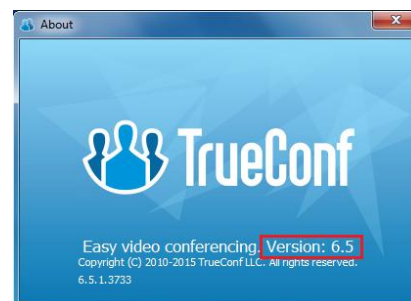 About
TrueConf
Easy video conferencing. Version: 6.5
Copyright (C) 2010-2015 TrueConf LLC. All rights reserved.
6.5.1.3733